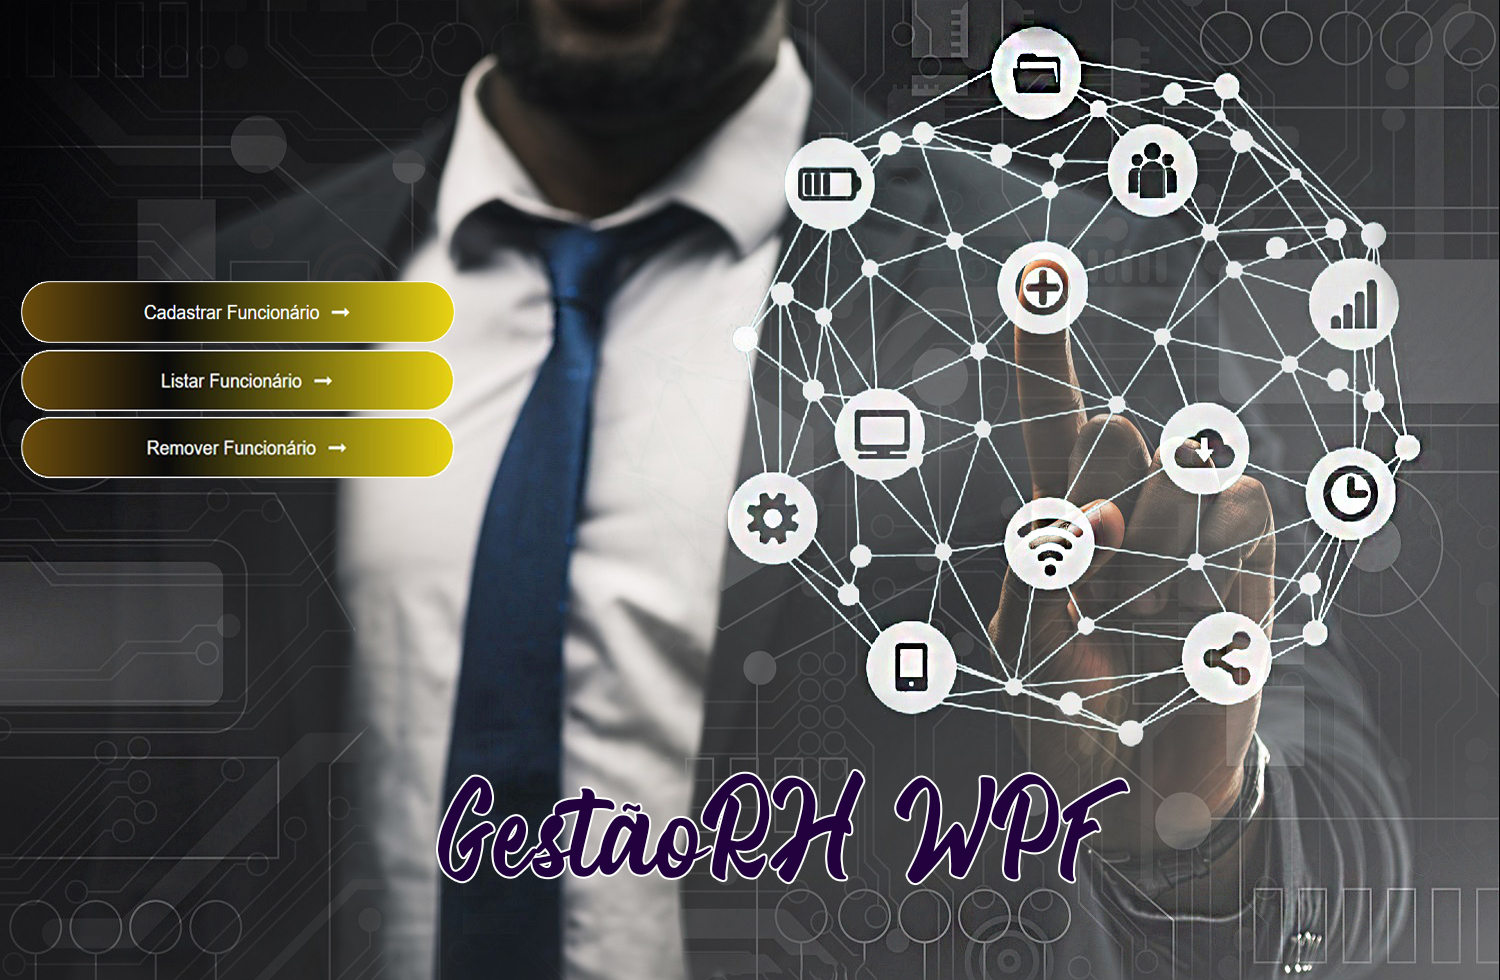 Cadastrar Funcionário
Listar Funcionário
Remover Funcionário
GestãoRH WPF